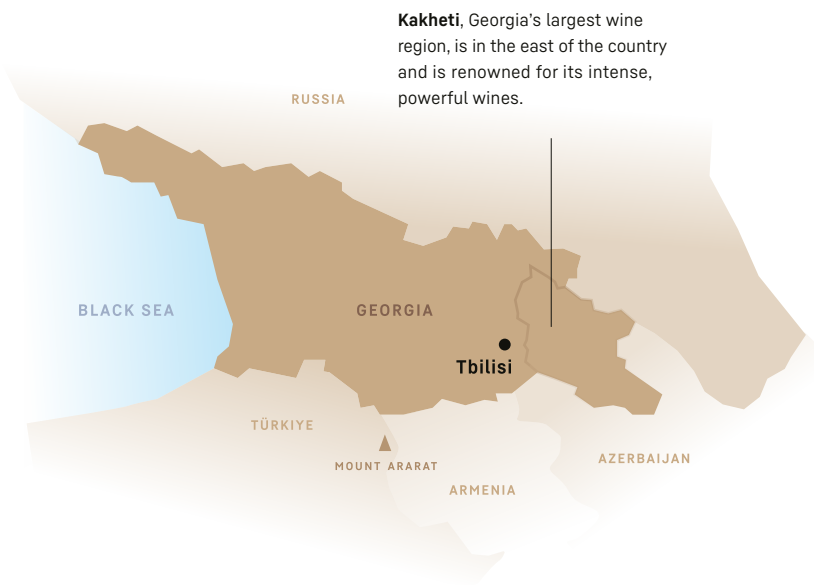 Kakheti, Georgia’s largest wine
region, is in the east of the country
and is renowned for its intense,
powerful wines.
RUSSIA
BLACK SEA
GEORGIA
Tbilisi
TÜRKIYE
MOUNT ARARAT
AZERBAIJAN
ARMENIA